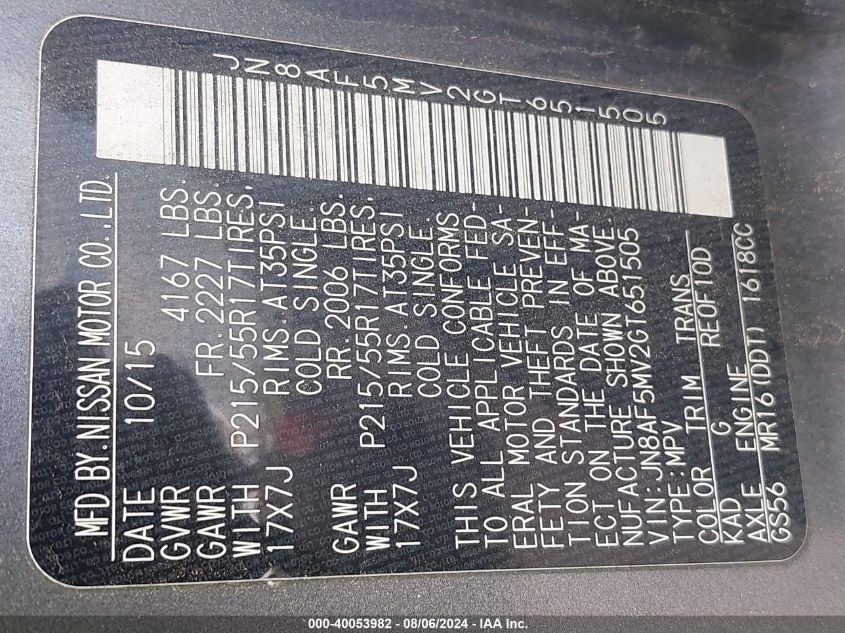 JN8AF5MV2GT651505
MFD BY.NISSAN MOTOR CO.,LTD.
DATE 10/15
GVWR 4167 LBS.
GAWR FR.2227 LBS.
WITH P215/55R17TIRES.
17X7J RIMS.AT35PSI
COLD SINGLE.
GAWR RR.2006 LBS.
WITH P215/55R17TIRES.
17X7J RIMS.AT35PSI
COLD SINGLE.
THIS VEHICLE CONFORMS
TO ALL APPLICABLE FED-
ERAL MOTOR VEHICLE SA-
FETY AND THEFT PREVEN-
TION STANDARDS IN EFF-
ECT ON THE DATE OF MA-
NUFACTURE SHOWN ABOVE.
VIN:JN8AF5MV2GT651505
TYPE:MPV
COLOR TRIM TRANS
KAD G RE0F10D
AXLE ENGINE
GS56 MR16(DDT) 1618CC
000-40053982 - 08/06/2024 - IAA Inc.